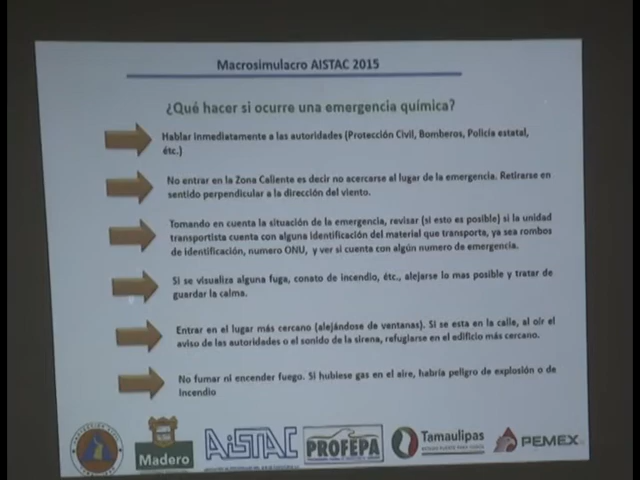 Macrosimulacro AISTAC 2015
¿Qué hacer si ocurre una emergencia química?
Hablar inmediatamente a las autoridades (Protección Civil, Bomberos, Policía estatal,
étc.)
No entrar en la Zona Caliente es decir no acercarse al lugar de la emergencia. Retirarse en
sentido perpendicular a la dirección del viento.
Tomando en cuenta la situación de la emergencia, revisar (si esto es posible) si la unidad
transportista cuenta con alguna identificación del material que transporta, ya sea rombos
de identificación, numero ONU, y ver si cuenta con algún numero de emergencia.
Si se visualiza alguna fuga, conato de incendio, étc., alejarse lo mas posible y tratar de
guardar la calma.
Entrar en el lugar más cercano (alejándose de ventanas). Si se esta en la calle, al oír el
aviso de las autoridades o el sonido de la sirena, refugiarse en el edificio más cercano.
No fumar ni encender fuego. Si hubiese gas en el aire, habría peligro de explosión o de
incendio
Madero
AISTAC
PROFEPA
Tamaulipas
PEMEX